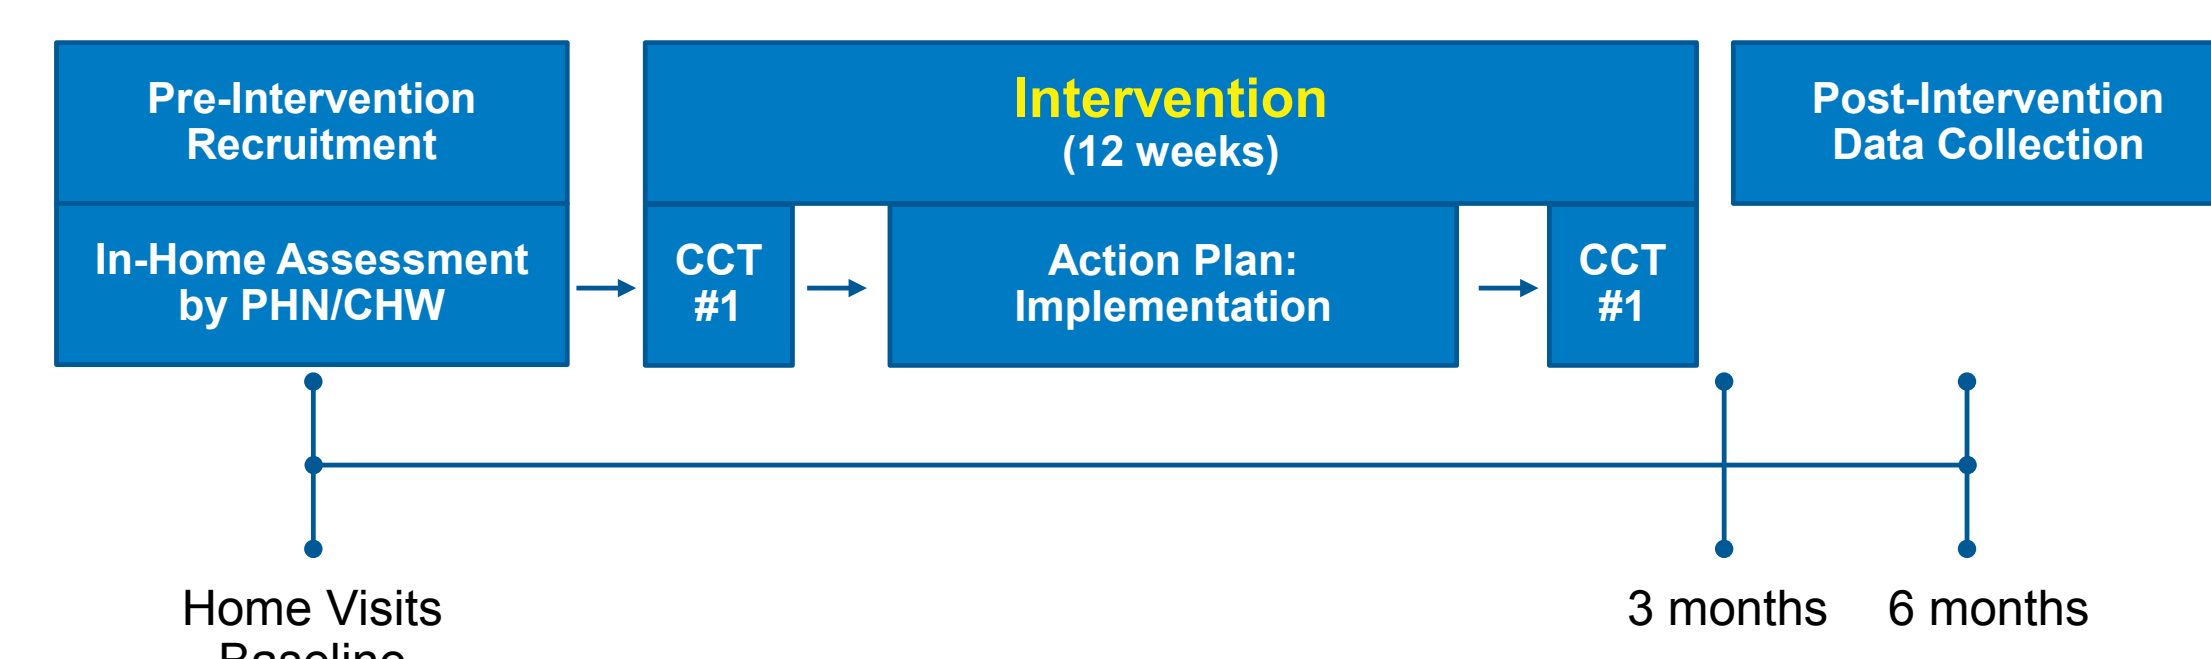 Pre-Intervention
Recruitment
Intervention
(12 weeks)
Post-Intervention
Data Collection
In-Home Assessment
by PHN/CHW
CCT
#1
Action Plan:
Implementation
CCT
#1
Home Visits
Baseline
3 months
6 months